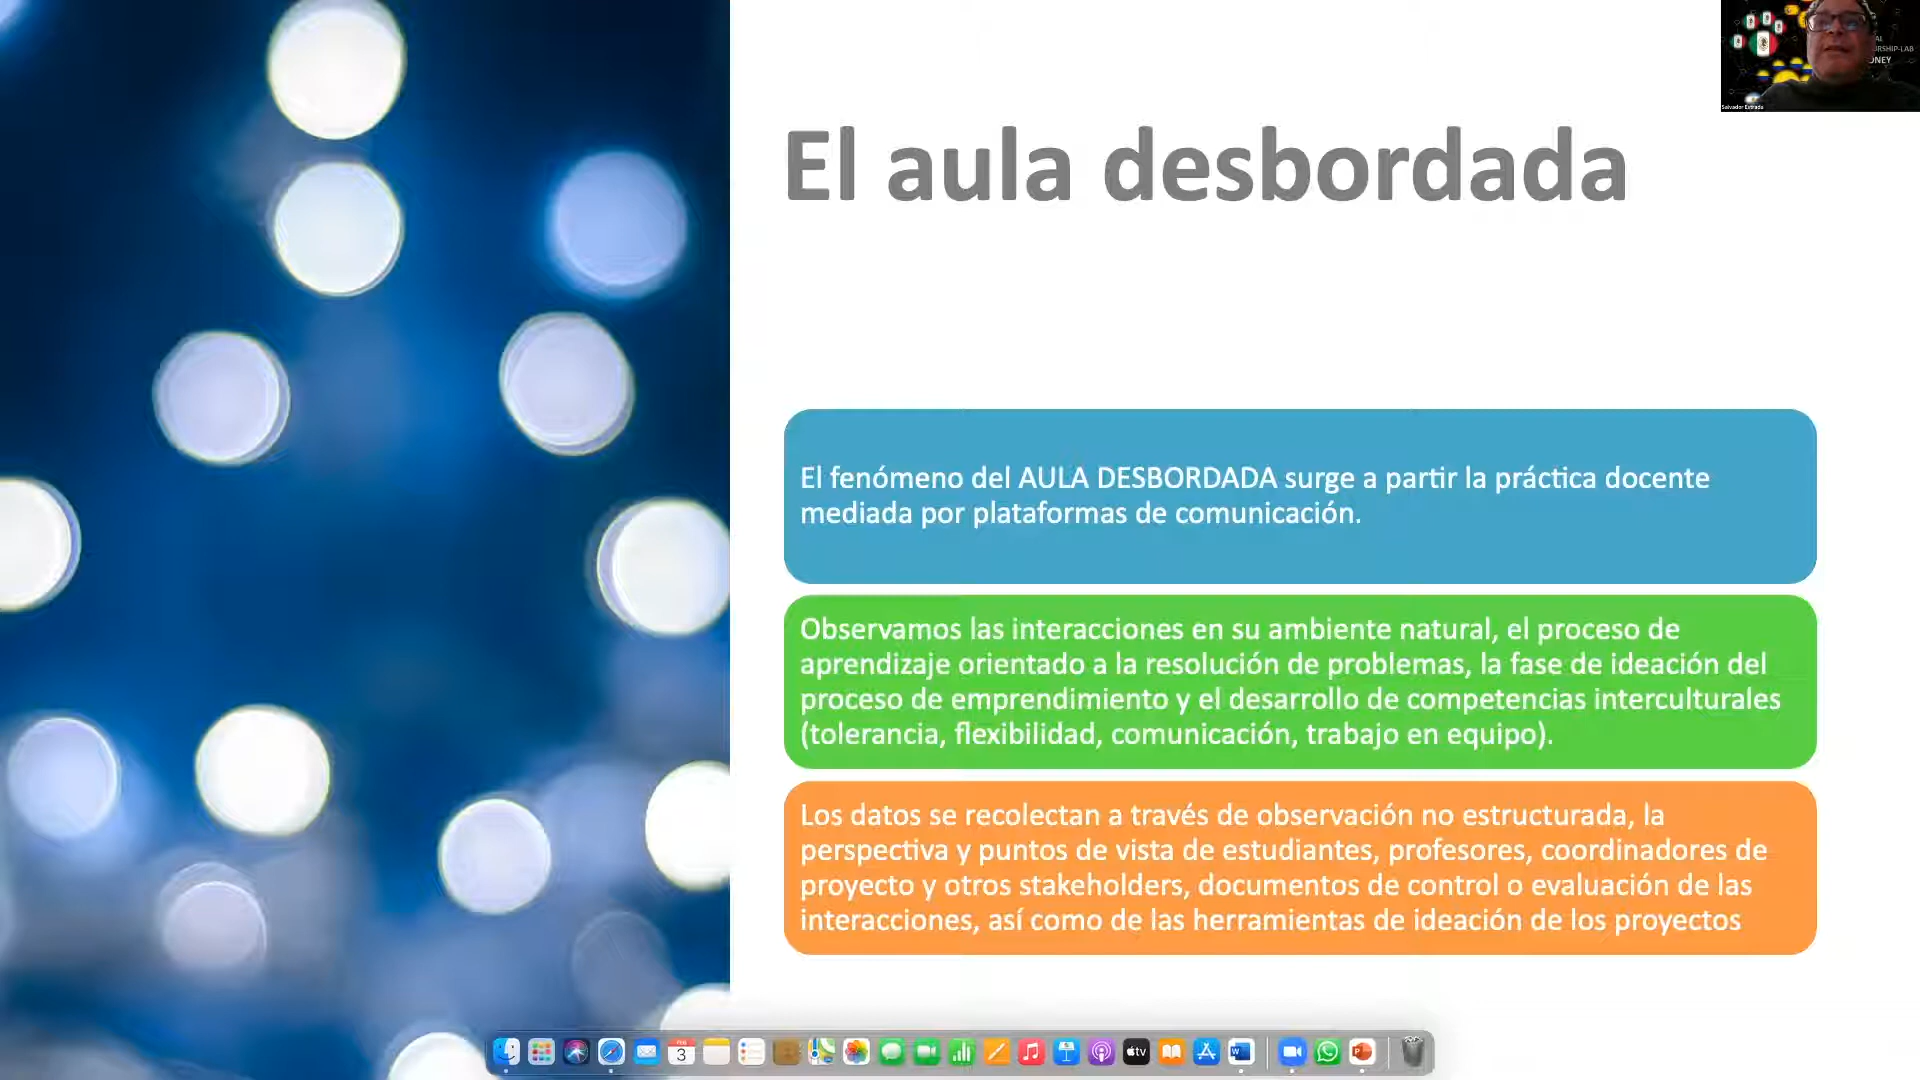 El aula desbordada
El fenómeno del AULA DESBORDADA surge a partir la práctica docente
mediada por plataformas de comunicación.
Observamos las interacciones en su ambiente natural, el proceso de
aprendizaje orientado a la resolución de problemas, la fase de ideación del
proceso de emprendimiento y el desarrollo de competencias interculturales
(tolerancia, flexibilidad, comunicación, trabajo en equipo).
Los datos se recolectan a través de observación no estructurada, la
perspectiva y puntos de vista de estudiantes, profesores, coordinadores de
proyecto y otros stakeholders, documentos de control o evaluación de las
interacciones, así como de las herramientas de ideación de los proyectos
Salvador Estrada
3
tv